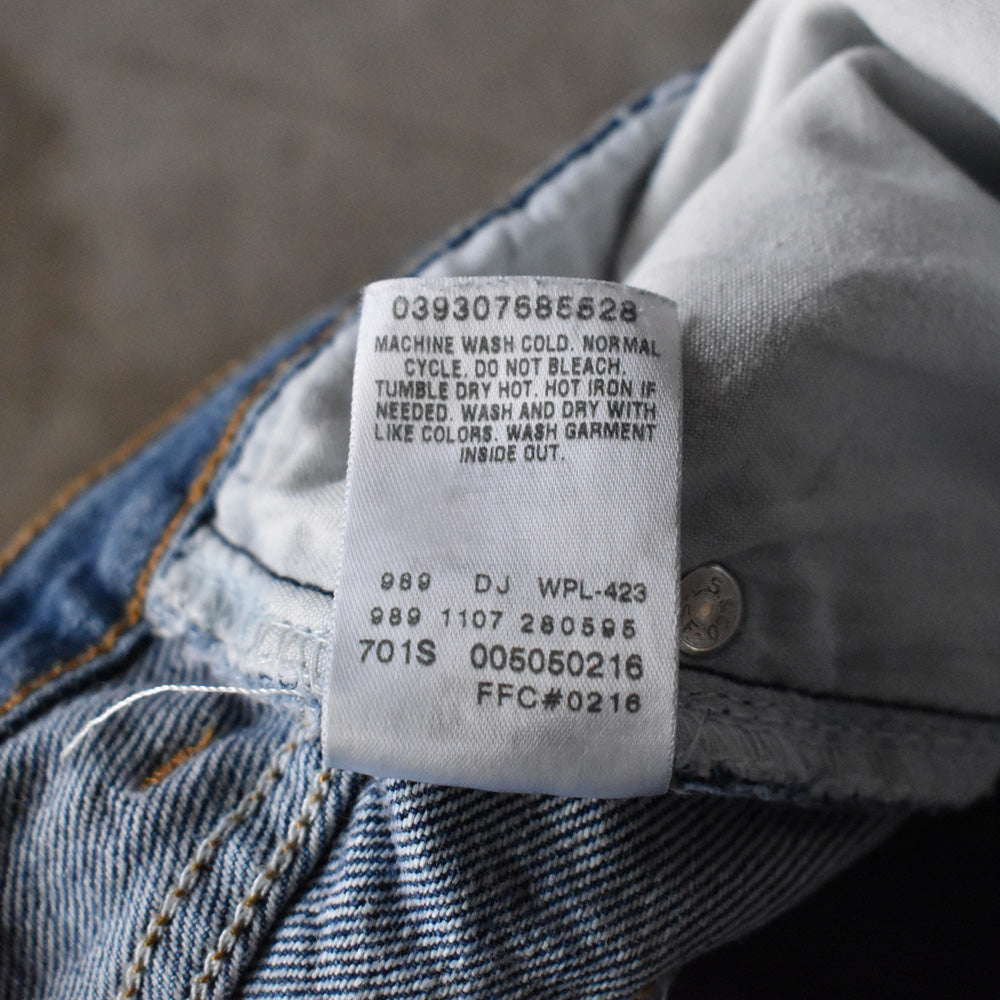 039307685528
MACHINE WASH COLD. NORMAL
CYCLE. DO NOT BLEACH.
TUMBLE DRY HOT. HOT IRON IF
NEEDED. WASH AND DRY WITH
LIKE COLORS. WASH GARMENT
INSIDE OUT.
989 DJ WPL-423
989 1107 280595
701S 005050216
FFC#0216